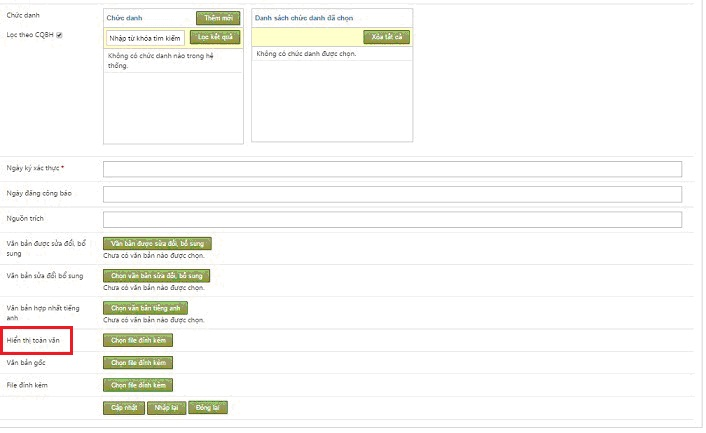 Chức danh
Chức danh
Thêm mới
Danh sách chức danh đã chọn
Lọc theo CQBH
Nhập từ khóa tìm kiếm
Lọc kết quả
Xóa tất cả
Không có chức danh nào trong hệ
thống.
Không có chức danh được chọn.
Ngày ký xác thực *
Ngày đăng công báo
Nguồn trích
Văn bản được sửa đổi, bổ
sung
Văn bản được sửa đổi, bổ sung
Chưa có văn bản nào được chọn.
Văn bản sửa đổi bổ sung
Chọn văn bản sửa đổi, bổ sung
Chưa có văn bản nào được chọn.
Văn bản hợp nhất tiếng
anh
Chọn văn bản tiếng anh
Chưa có văn bản nào được chọn.
Hiển thị toàn văn
Chọn file đính kèm
Văn bản gốc
Chọn file đính kèm
File đính kèm
Chọn file đính kèm
Cập nhật
Nhập lại
Đóng lại